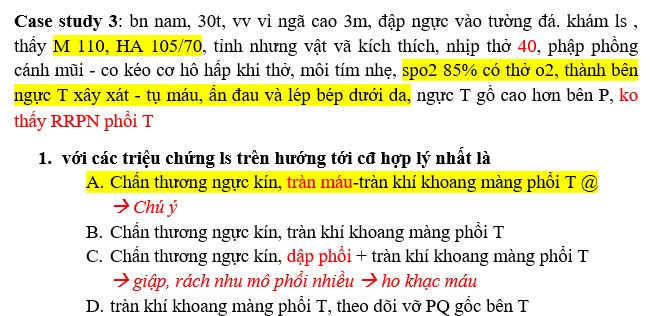 Case study 3: bn nam, 30t, vv vì ngã cao 3m, đập ngực vào tường đá. khám ls ,
thấy M 110, HA 105/70, tỉnh nhưng vật vã kích thích, nhịp thở 40, phập phồng
cánh mũi - co kéo cơ hô hấp khi thở, môi tím nhẹ, spo2 85% có thở o2, thành bên
ngực T xây xát - tụ máu, ấn đau và lép bép dưới da, ngực T gồ cao hơn bên P, ko
thấy RRPN phổi T
1. với các triệu chứng ls trên hướng tới cđ hợp lý nhất là
A. Chấn thương ngực kín, tràn máu-tràn khí khoang màng phổi T @
→ Chú ý
B. Chấn thương ngực kín, tràn khí khoang màng phổi T
C. Chấn thương ngực kín, dập phổi + tràn khí khoang màng phổi T
→ giập, rách nhu mô phổi nhiều → ho khạc máu
D. tràn khí khoang màng phổi T, theo dõi vỡ PQ gốc bên T